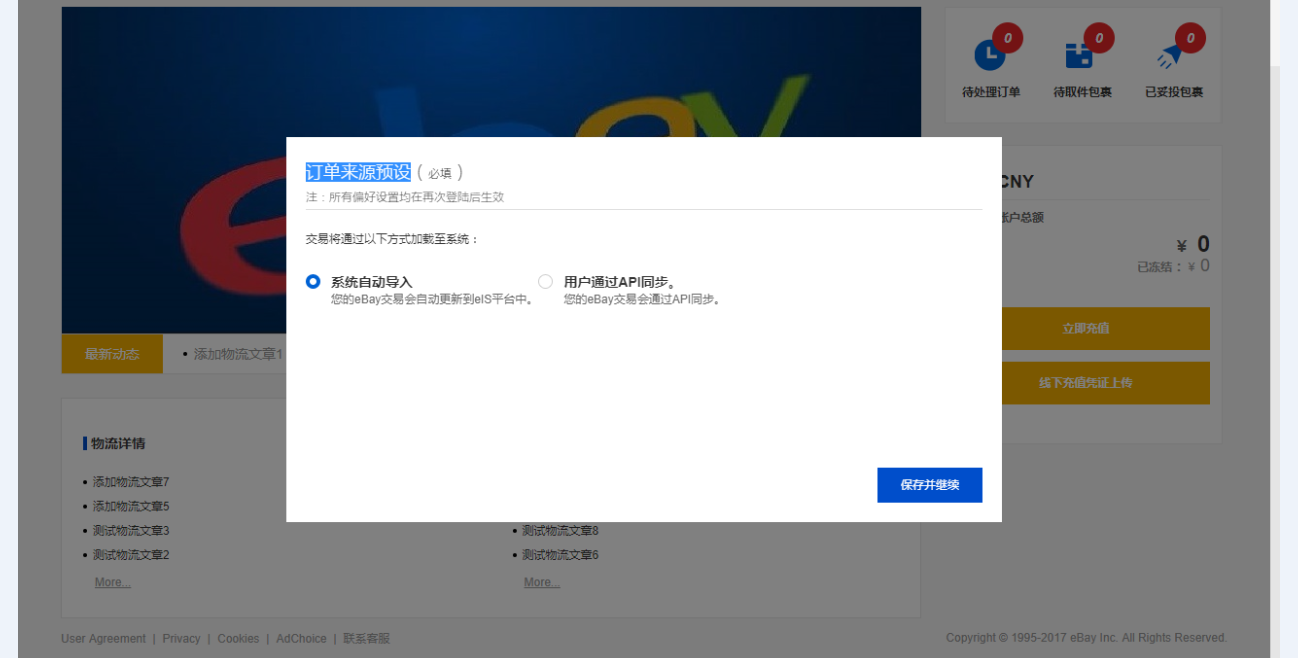 ebay
0
0
0
待处理订单
待取件包裹
已妥投包裹
订单来源预设 ( 必填 )
注：所有偏好设置均在再次登陆后生效
交易将通过以下方式加载至系统：
系统自动导入
您的eBay交易会自动更新到eIS平台中。
用户通过API同步。
您的eBay交易会通过API同步。
保存并继续
CNY
帐户总额
¥ 0
已冻结：¥ 0
立即充值
线下充值凭证上传
最新动态
• 添加物流文章1
物流详情
• 添加物流文章7
• 添加物流文章5
• 测试物流文章3
• 测试物流文章2
More...
• 测试物流文章8
• 测试物流文章6
More...
User Agreement | Privacy | Cookies | AdChoice | 联系客服
Copyright © 1995-2017 eBay Inc. All Rights Reserved.